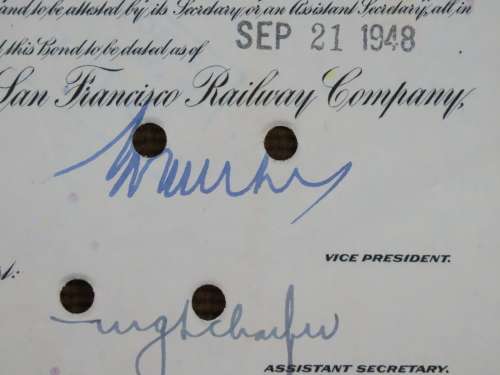 and to be attested by its Secretary or an Assistant Secretary, all in
this Bond to be dated as of SEP 21 1948
San Francisco Railway Company,
VICE PRESIDENT.
ASSISTANT SECRETARY.